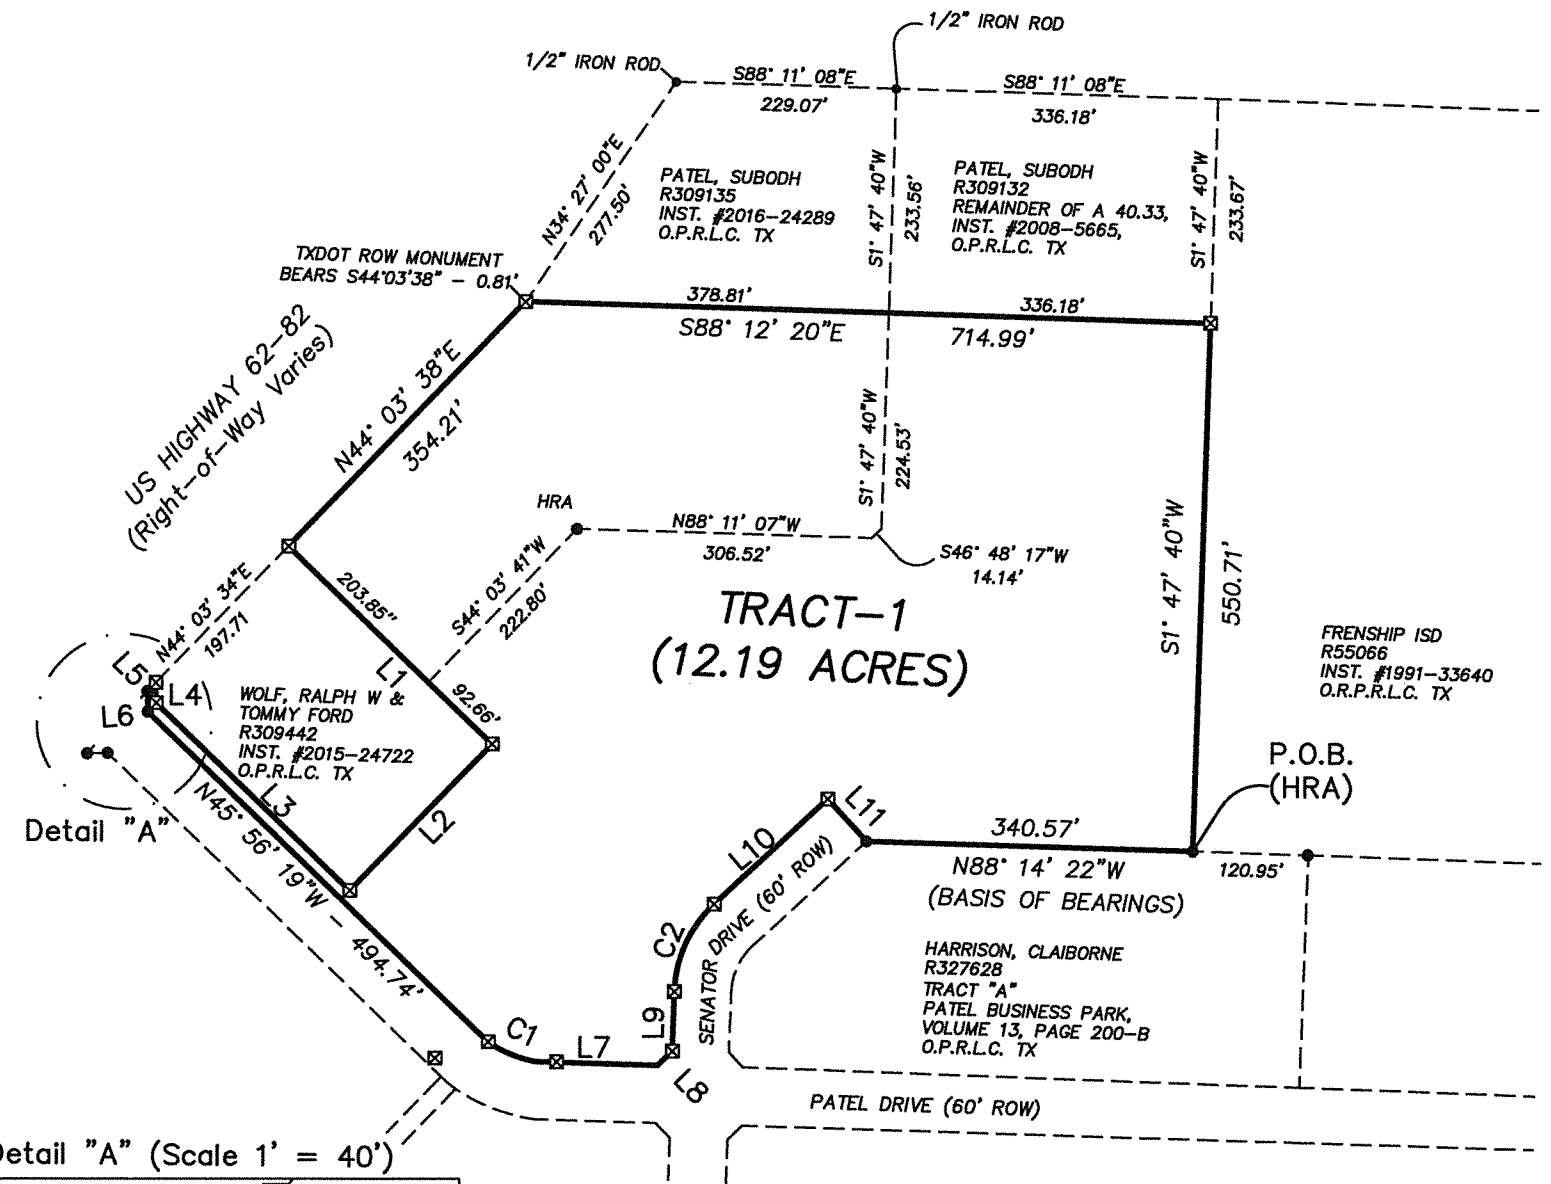 1/2" IRON ROD
1/2" IRON ROD
S88° 11' 08"E
229.07'
S88° 11' 08"E
336.18'
N34° 27' 00"E
277.50'
PATEL, SUBODH
R309135
INST. #2016-24289
O.P.R.L.C. TX
S1° 47' 40"W
233.56'
PATEL, SUBODH
R309132
REMAINDER OF A 40.33,
INST. #2008-5665,
O.P.R.L.C. TX
S1° 47' 40"W
233.67'
TXDOT ROW MONUMENT
BEARS S44°03'38" - 0.81'
378.81'
336.18'
S88° 12' 20"E
714.99'
US HIGHWAY 62-82
(Right-of-Way Varies)
N44° 03' 38"E
354.21'
S1° 47' 40"W
224.53'
HRA
N88° 11' 07"W
306.52'
S46° 48' 17"W
14.14'
S44° 03' 41"W
222.80'
203.85"
L1
92.66'
N44° 03' 34"E
197.71
TRACT-1
(12.19 ACRES)
S1° 47' 40"W
550.71'
FRENSHIP ISD
R55066
INST. #1991-33640
O.R.P.R.L.C. TX
L5
L4
L6
WOLF, RALPH W &
TOMMY FORD
R309442
INST. #2015-24722
O.P.R.L.C. TX
L3
L2
Detail "A"
N45° 56' 19"W - 494.74'
P.O.B.
(HRA)
L11
L10
340.57'
N88° 14' 22"W
(BASIS OF BEARINGS)
120.95'
C2
SENATOR DRIVE (60' ROW)
L9
C1
L7
L8
HARRISON, CLAIBORNE
R327628
TRACT "A"
PATEL BUSINESS PARK,
VOLUME 13, PAGE 200-B
O.P.R.L.C. TX
PATEL DRIVE (60' ROW)
Detail "A" (Scale 1' = 40')